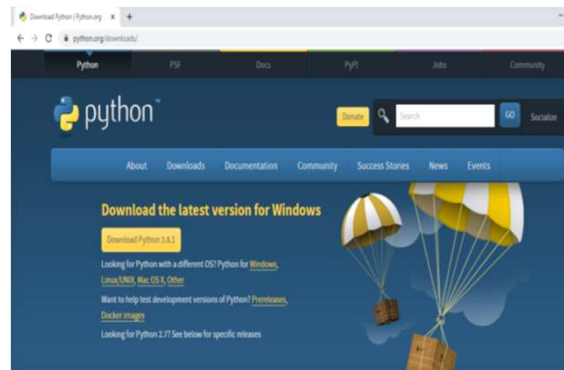 Download Python | Python.org
python.org/downloads/
Python PSF Docs PyPI Jobs Community
python™
Donate Search GO Socialize
About Downloads Documentation Community Success Stories News Events
Download the latest version for Windows
Download Python 3.8.1
Looking for Python with a different OS? Python for Windows,
Linux/UNIX, Mac OS X, Other
Want to help test development versions of Python? Prereleases,
Docker images
Looking for Python 2.7? See below for specific releases